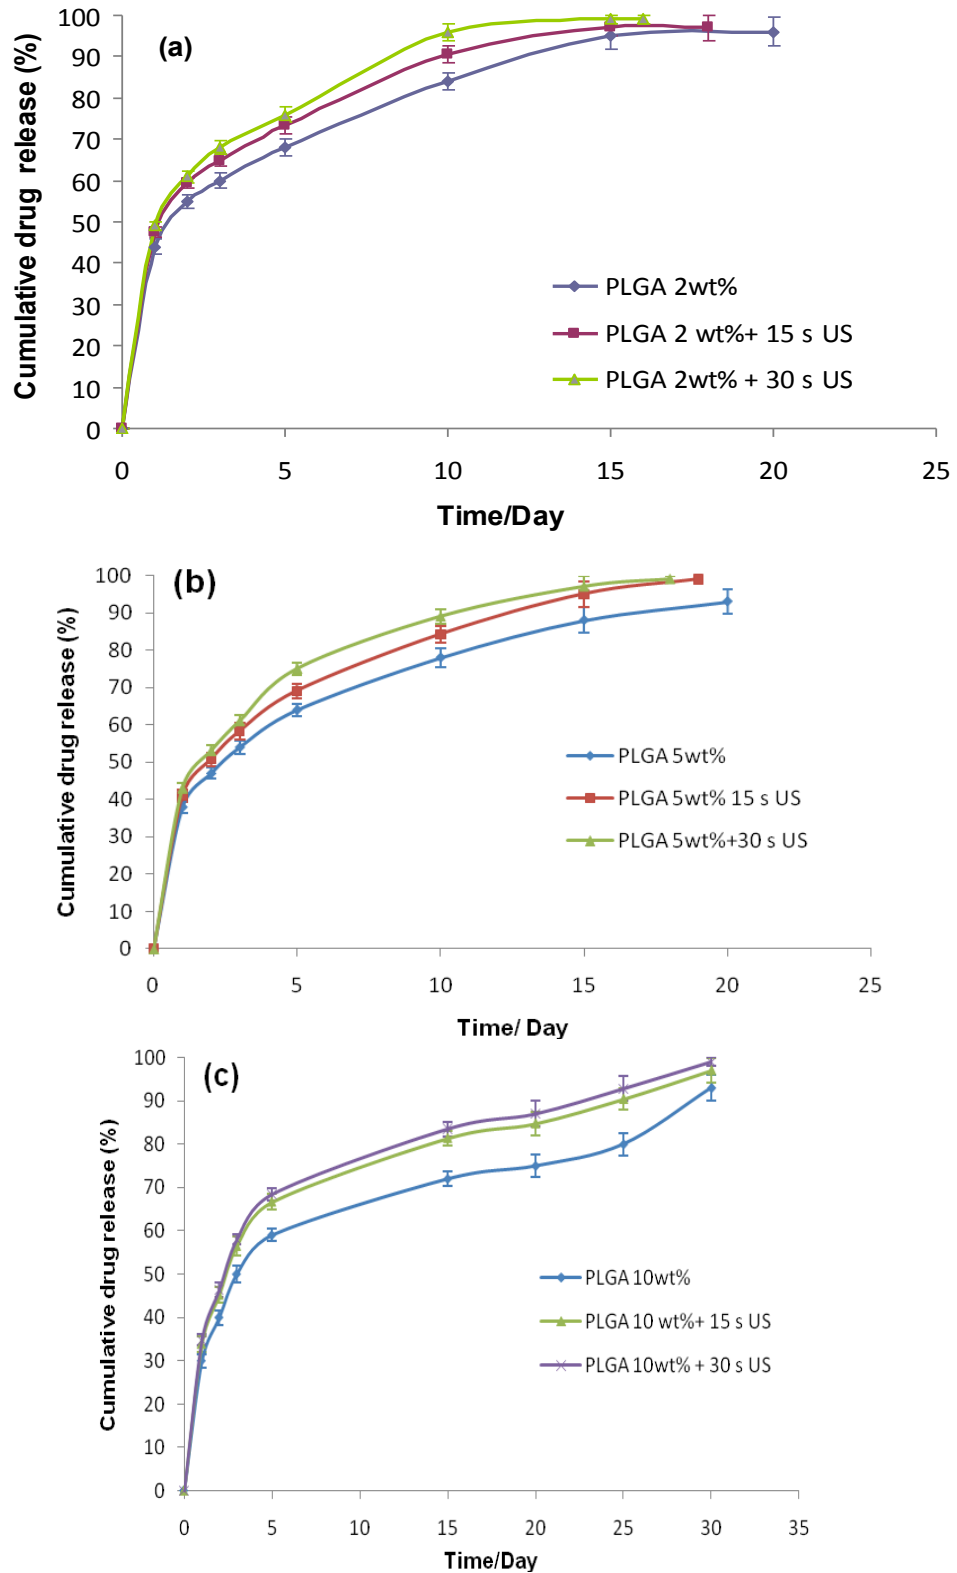 (a)
Cumulative drug release (%)
100
90
80
70
60
50
40
30
20
10
0
PLGA 2wt%
PLGA 2 wt%+ 15 s US
PLGA 2wt% + 30 s US
0 5 10 15 20 25
Time/Day
(b)
Cumulative drug release (%)
100
90
80
70
60
50
40
30
20
10
0
PLGA 5wt%
PLGA 5wt% 15 s US
PLGA 5wt%+30 s US
0 5 10 15 20 25
Time/ Day
(c)
Cumulative drug release (%)
100
90
80
70
60
50
40
30
20
10
0
PLGA 10wt%
PLGA 10 wt%+ 15 s US
PLGA 10wt% + 30 s US
0 5 10 15 20 25 30 35
Time/Day